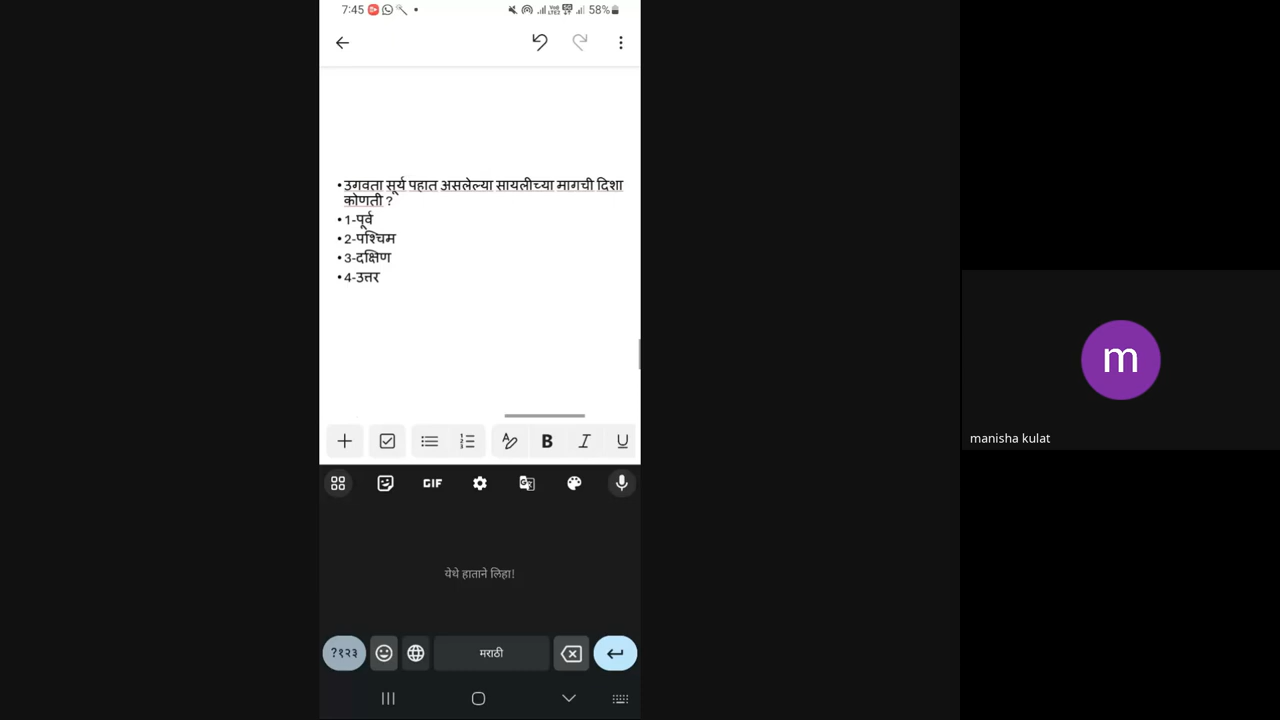 7:45 58%
• उगवता सूर्य पहात असलेल्या सायलीच्या मागची दिशा
कोणती ?
• 1-पूर्व
• 2-पश्चिम
• 3-दक्षिण
• 4-उत्तर
B I U
GIF
येथे हाताने लिहा!
?१२३ मराठी
m
manisha kulat